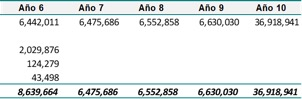 Año 6 Año 7 Año 8 Año 9 Año 10
6,442,011 6,475,686 6,552,858 6,630,030 36,918,941
2,029,876
124,279
43,498
8,639,664 6,475,686 6,552,858 6,630,030 36,918,941